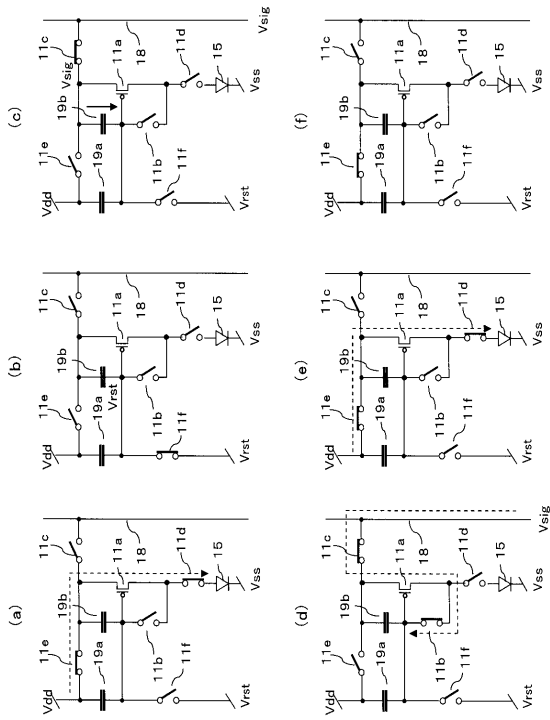 (a)
Vdd
11e
11c
19a
19b
11a
18
11b
11d
11f
15
Vrst
Vss
(b)
Vdd
11e
11c
19a
19b
Vrst
11a
18
11b
11d
11f
15
Vrst
Vss
(c)
Vdd
11e
11c
Vsig
19a
19b
11a
18
11b
11d
11f
15
Vrst
Vss
Vsig
(d)
Vdd
11e
11c
19a
19b
11a
18
11b
11d
11f
15
Vrst
Vss
Vsig
(e)
Vdd
11e
11c
19a
19b
11a
18
11b
11d
11f
15
Vrst
Vss
(f)
Vdd
11e
11c
19a
19b
11a
18
11b
11d
11f
15
Vrst
Vss